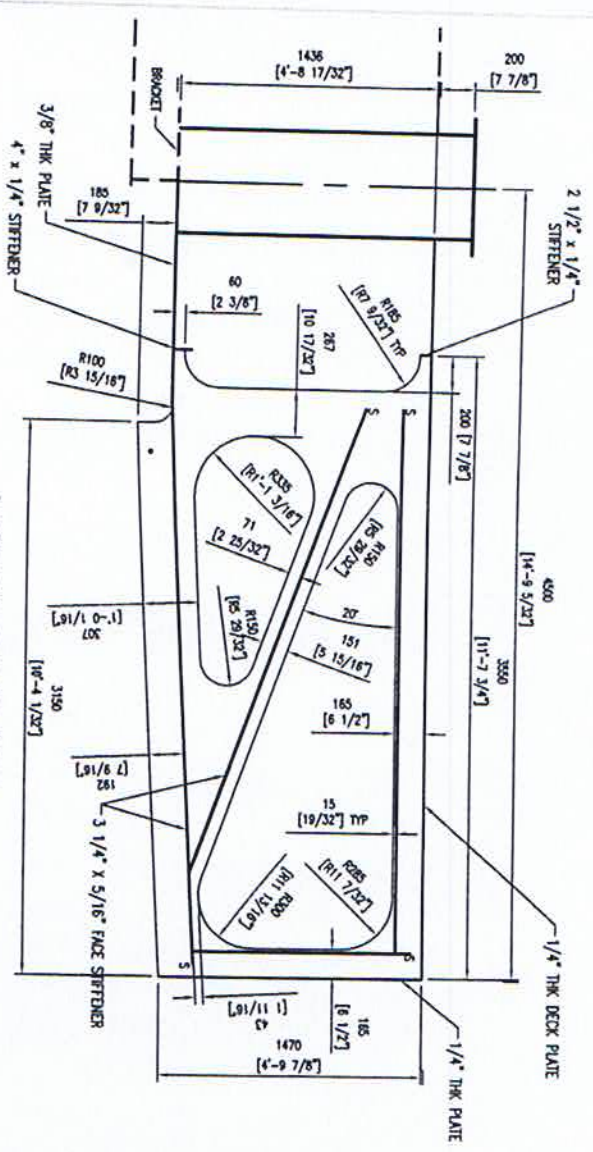 200
[7 7/8"]
1436
[4'-8 17/32"]
2 1/2" x 1/4"
STIFFENER
BRACKET
3/8" THK PLATE
4" x 1/4" STIFFENER
185
[7 9/32"]
60
[2 3/8"]
R185
[R7 9/32"] TYP
267
[10 17/32"]
R100
[R3 15/16"]
200 [7 7/8"]
4500
[14'-9 5/32"]
3550
[11'-7 3/4"]
S
S
R335
[R1'-1 3/16"]
71
[2 25/32"]
R150
[R5 29/32"]
R150
[R5 29/32"]
20°
151
[5 15/16"]
165
[6 1/2"]
307
[1'-0 1/16"]
3150
[10'-4 1/32"]
192
[7 9/16"]
15
[19/32"] TYP
R285
[R11 7/32"]
R300
[R11 13/16"]
3 1/4" X 5/16" FACE STIFFENER
S
S
43
[1 11/16"]
165
[6 1/2"]
1470
[4'-9 7/8"]
1/4" THK DECK PLATE
1/4" THK PLATE